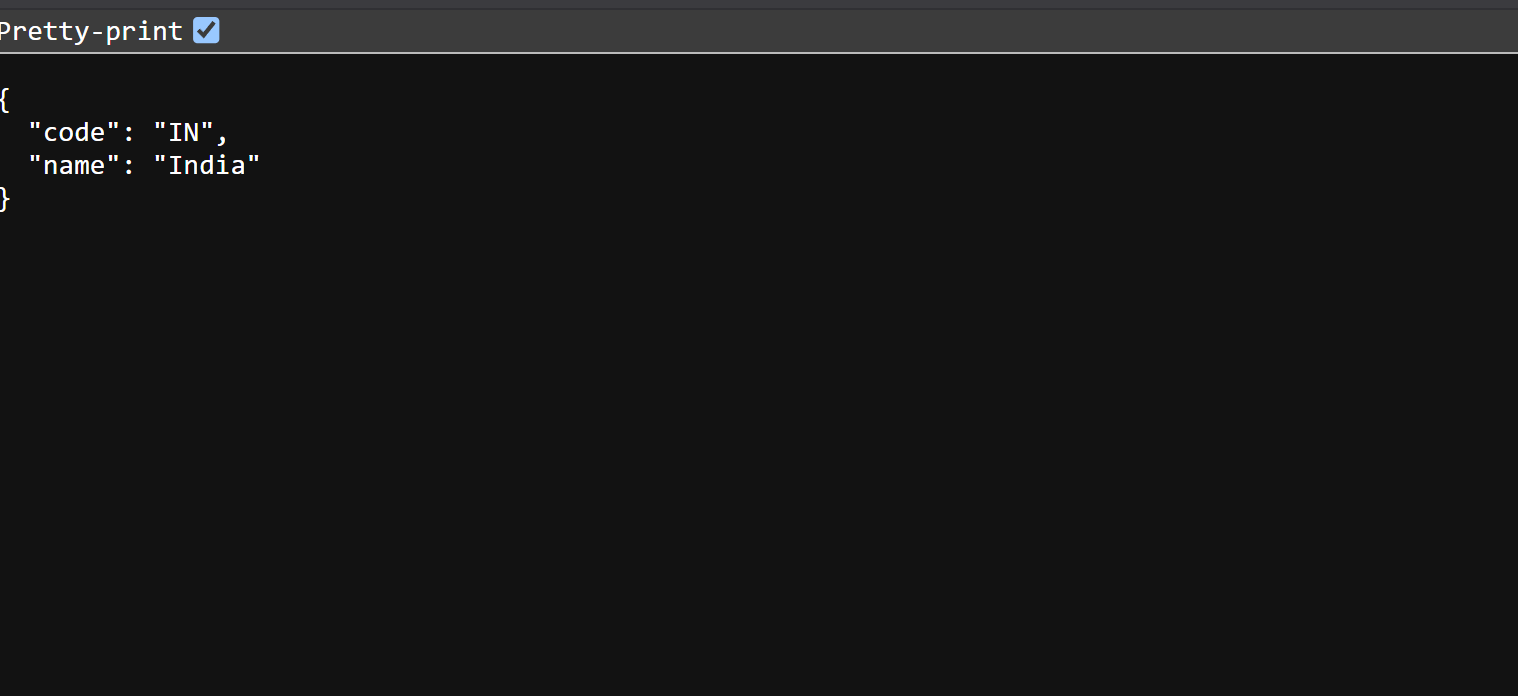 Pretty-print
{
  "code": "IN",
  "name": "India"
}